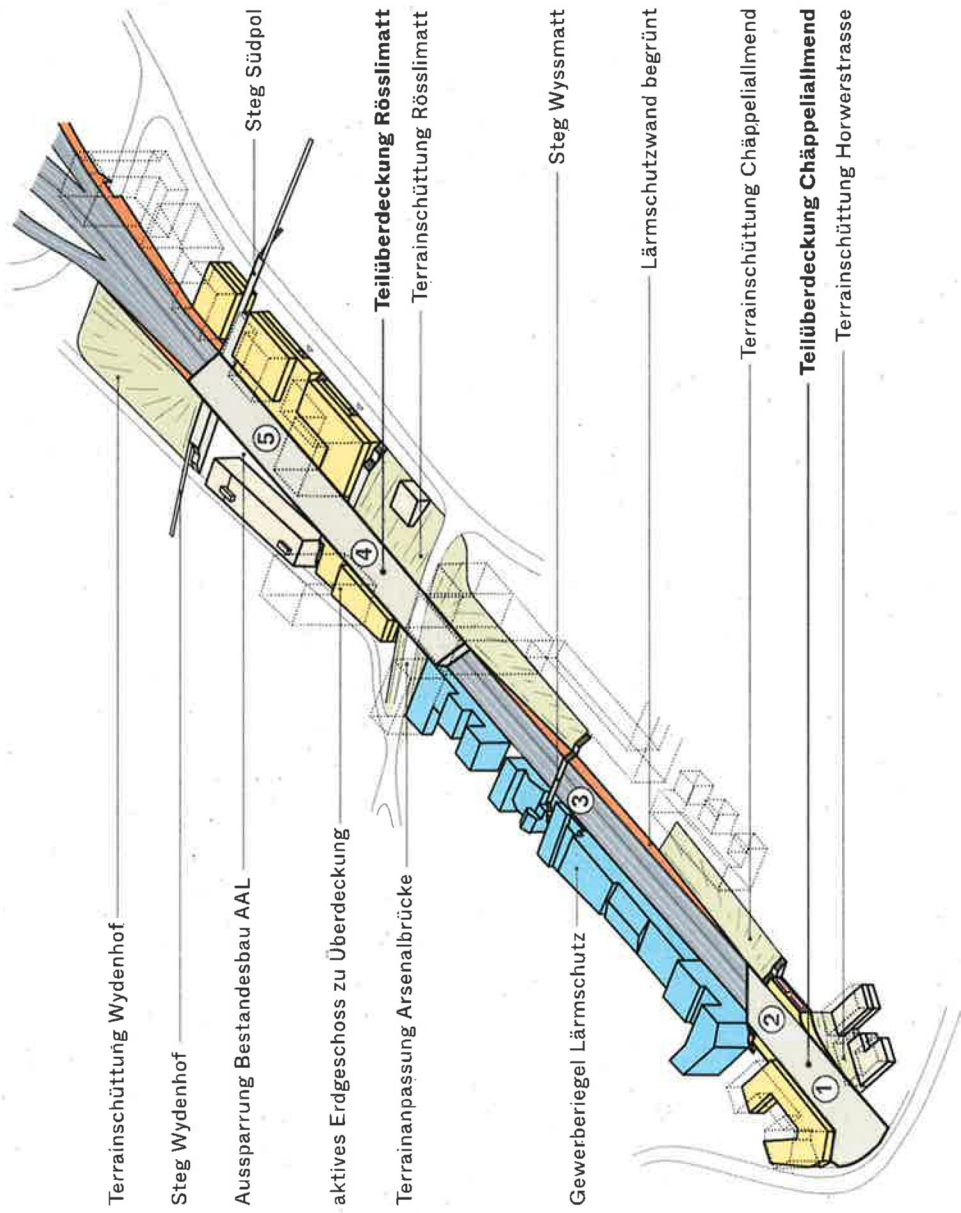 Terrainschüttung Wydenhof
Steg Wydenhof
Aussparrung Bestandesbau AAL
aktives Erdgeschoss zu Überdeckung
Terrainanpassung Arsenalbrücke
Gewerberiegel Lärmschutz
5
4
3
2
1
Steg Südpol
Teilüberdeckung Rösslimatt
Terrainschüttung Rösslimatt
Steg Wyssmatt
Lärmschutzwand begrünt
Terrainschüttung Chäppeliallmend
Teilüberdeckung Chäppeliallmend
Terrainschüttung Horwerstrasse